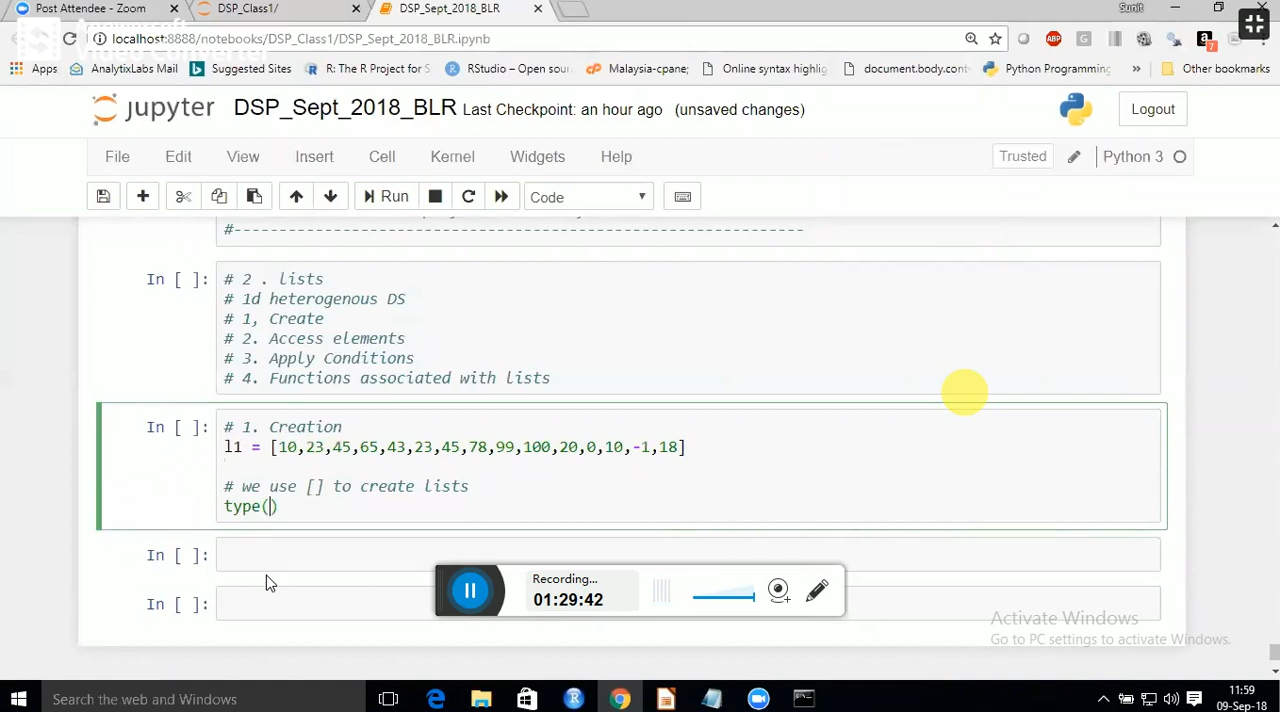 Post Attendee - Zoom
DSP_Class1/
DSP_Sept_2018_BLR
Sunit
localhost:8888/notebooks/DSP_Class1/DSP_Sept_2018_BLR.ipynb
ABP
7
Apps
AnalytixLabs Mail
Suggested Sites
R: The R Project for S
RStudio – Open sour
Malaysia-cpane;
Online syntax highlig
document.body.cont
Python Programming
Other bookmarks
jupyter
DSP_Sept_2018_BLR
Last Checkpoint: an hour ago
(unsaved changes)
Logout
File
Edit
View
Insert
Cell
Kernel
Widgets
Help
Trusted
Python 3
Run
Code
#---------------------------------------------------------------
In [ ]:
# 2 . lists
# 1d heterogenous DS
# 1, Create
# 2. Access elements
# 3. Apply Conditions
# 4. Functions associated with lists
In [ ]:
# 1. Creation
l1 = [10,23,45,65,43,23,45,78,99,100,20,0,10,-1,18]
# we use [] to create lists
type()
In [ ]:
In [ ]:
Recording...
01:29:42
Activate Windows
Go to PC settings to activate Windows.
Search the web and Windows
11:59
09-Sep-18